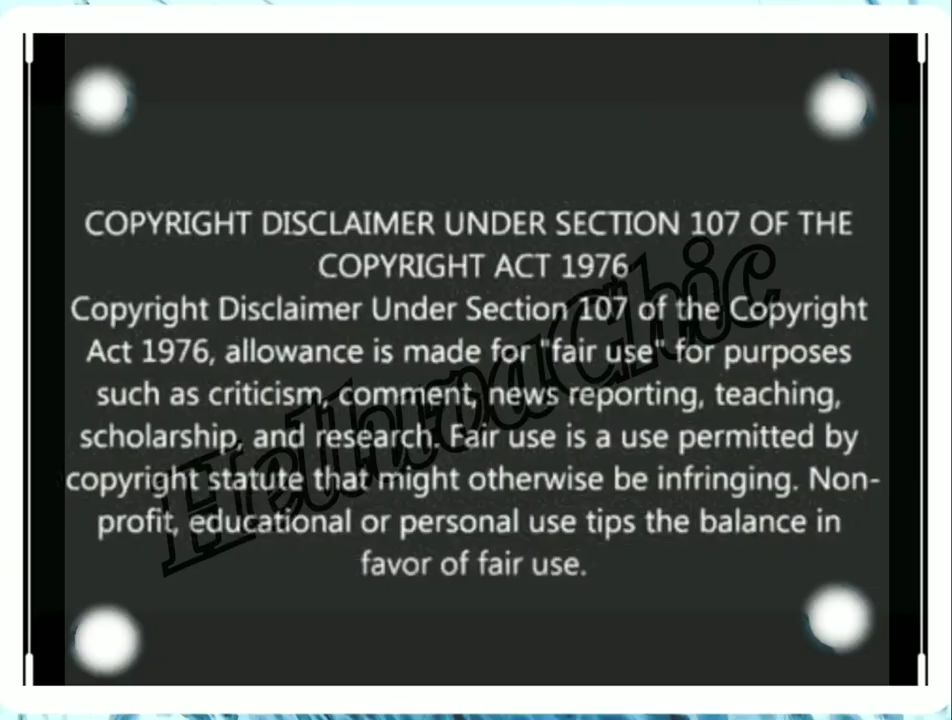 COPYRIGHT DISCLAIMER UNDER SECTION 107 OF THE
COPYRIGHT ACT 1976
Copyright Disclaimer Under Section 107 of the Copyright
Act 1976, allowance is made for "fair use" for purposes
such as criticism, comment, news reporting, teaching,
scholarship, and research. Fair use is a use permitted by
copyright statute that might otherwise be infringing. Non-
profit, educational or personal use tips the balance in
favor of fair use.